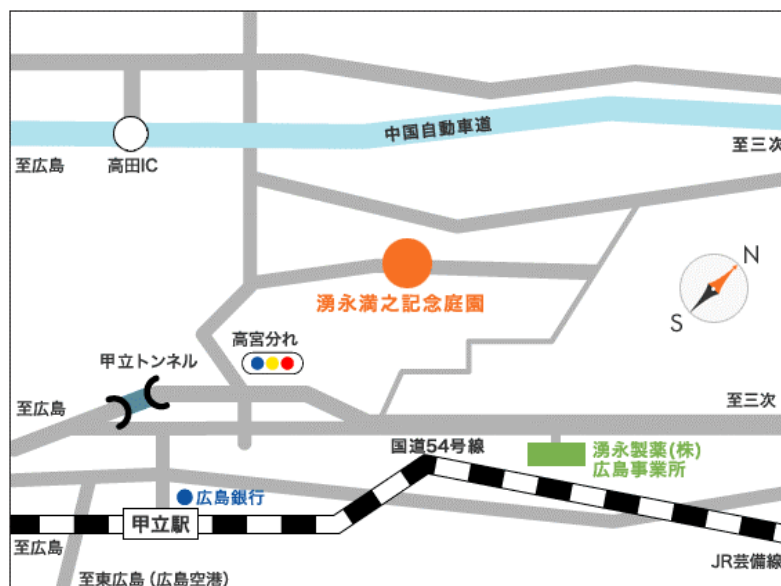 中国自動車道
至広島
高田IC
至三次
湧永満之記念庭園
N
S
高宮分れ
甲立トンネル
至広島
至三次
国道54号線
湧永製薬(株)
広島事業所
広島銀行
甲立駅
至広島
JR芸備線
至東広島(広島空港)